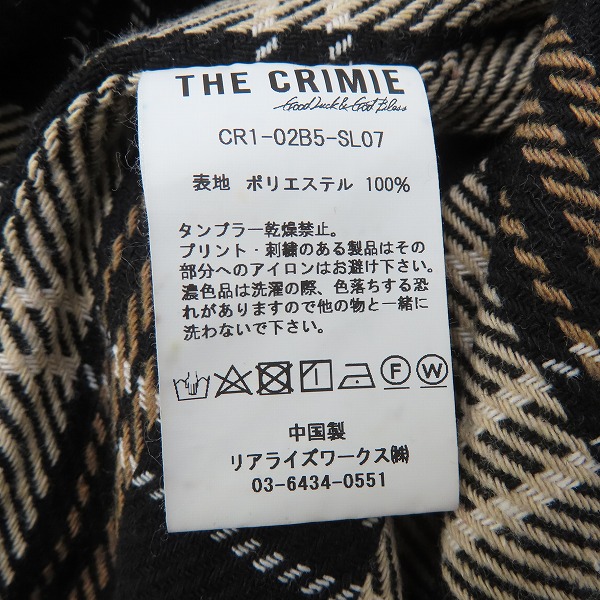 THE CRIMIE
Good Luck & God Bless
CR1-02B5-SL07
表地 ポリエステル 100%
タンブラー乾燥禁止。
プリント・刺繍のある製品はその
部分へのアイロンはお避け下さい。
濃色品は洗濯の際、色落ちする恐
れがありますので他の物と一緒に
洗わないで下さい。
F W
中国製
リアライズワークス㈱
03-6434-0551